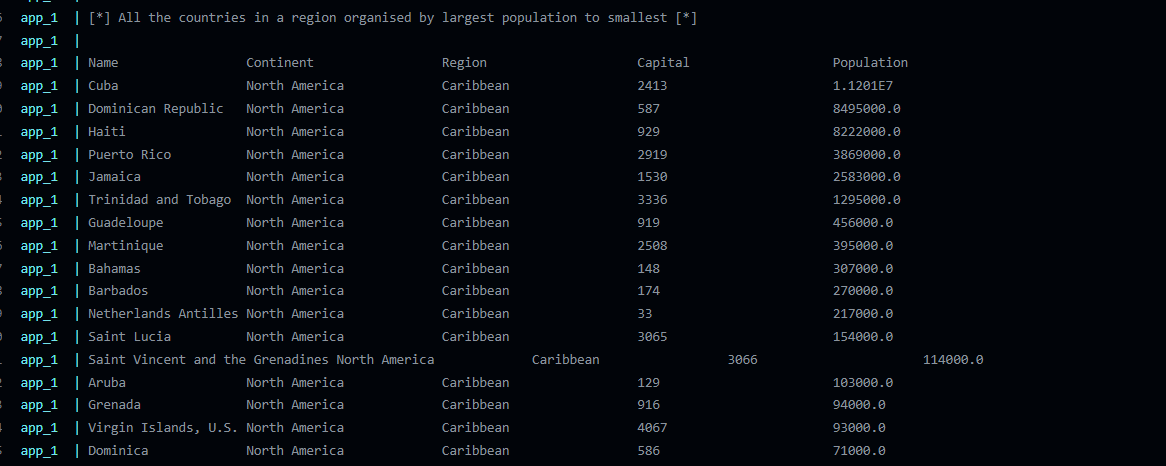 app_1 | [*] All the countries in a region organised by largest population to smallest [*]
app_1 |
app_1 | Name Continent Region Capital Population
app_1 | Cuba North America Caribbean 2413 1.1201E7
app_1 | Dominican Republic North America Caribbean 587 8495000.0
app_1 | Haiti North America Caribbean 929 8222000.0
app_1 | Puerto Rico North America Caribbean 2919 3869000.0
app_1 | Jamaica North America Caribbean 1530 2583000.0
app_1 | Trinidad and Tobago North America Caribbean 3336 1295000.0
app_1 | Guadeloupe North America Caribbean 919 456000.0
app_1 | Martinique North America Caribbean 2508 395000.0
app_1 | Bahamas North America Caribbean 148 307000.0
app_1 | Barbados North America Caribbean 174 270000.0
app_1 | Netherlands Antilles North America Caribbean 33 217000.0
app_1 | Saint Lucia North America Caribbean 3065 154000.0
app_1 | Saint Vincent and the Grenadines North America Caribbean 3066 114000.0
app_1 | Aruba North America Caribbean 129 103000.0
app_1 | Grenada North America Caribbean 916 94000.0
app_1 | Virgin Islands, U.S. North America Caribbean 4067 93000.0
app_1 | Dominica North America Caribbean 586 71000.0